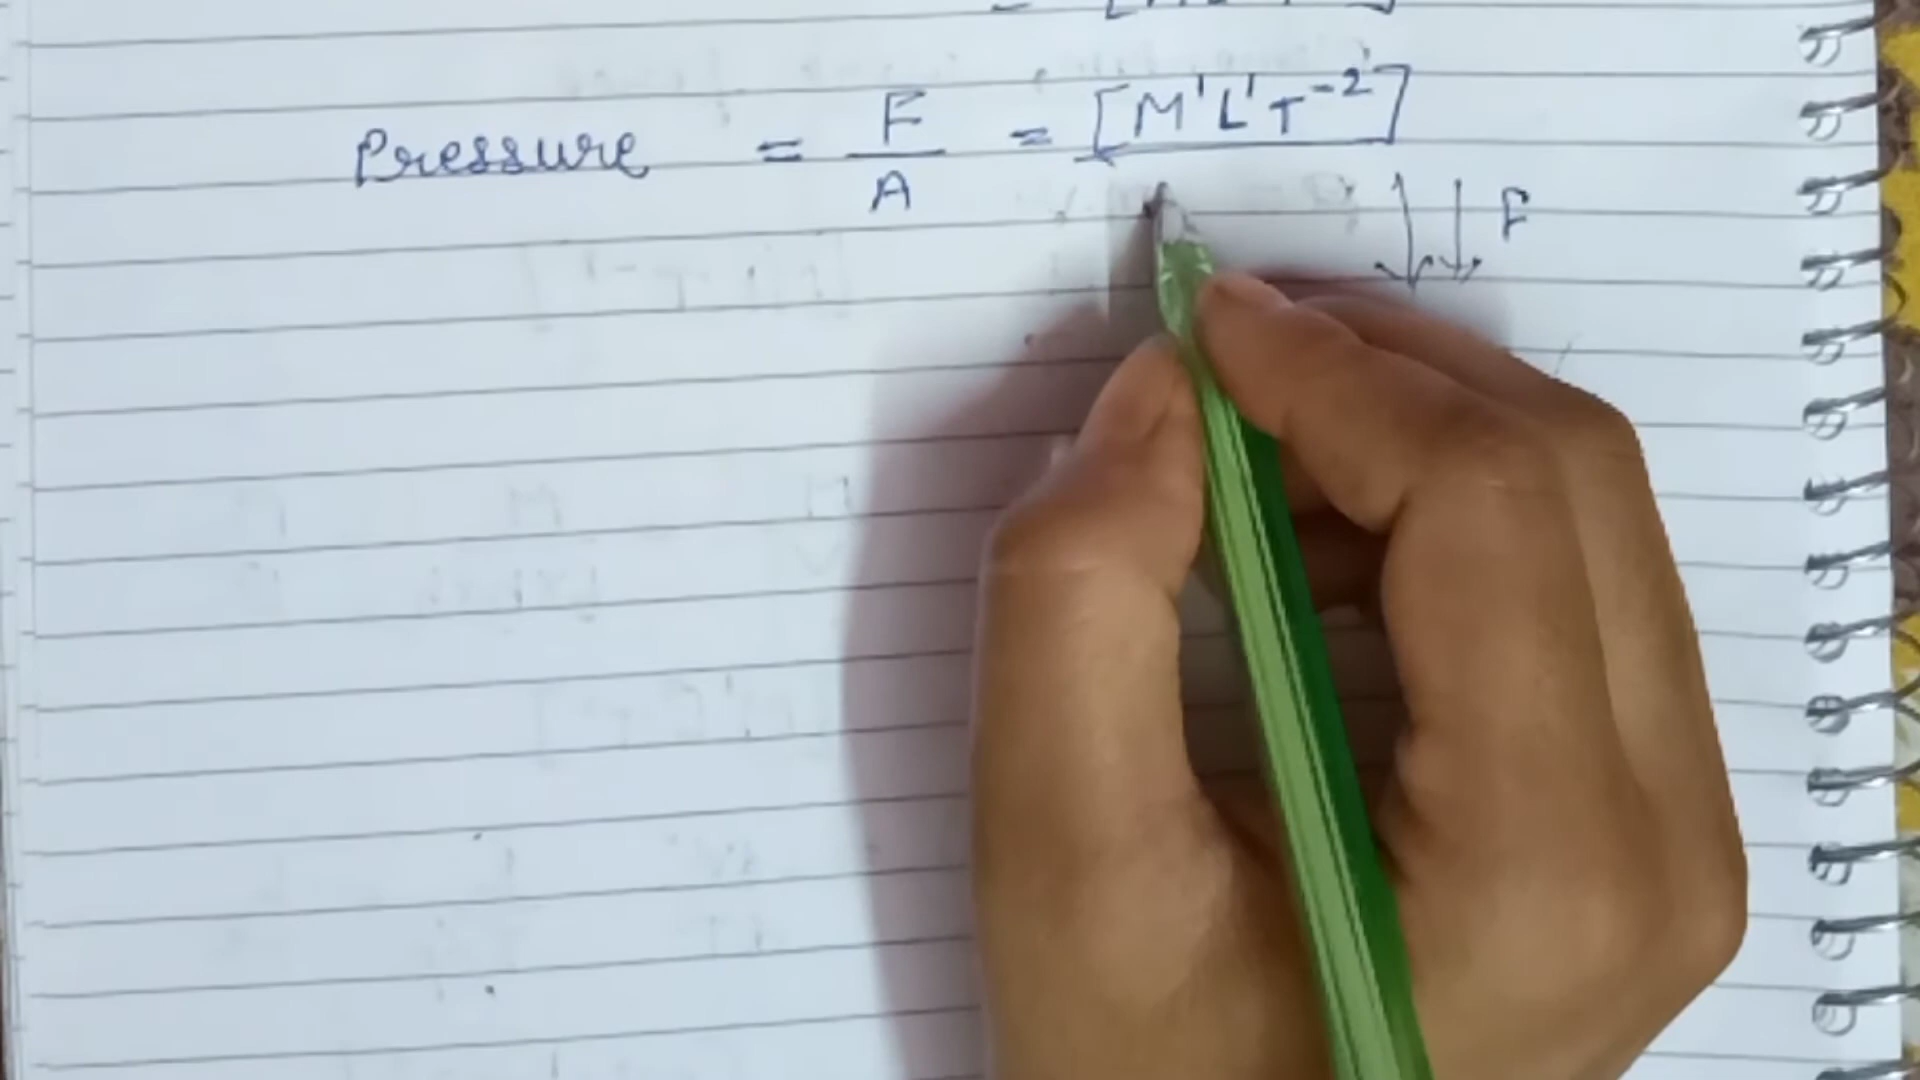 Pressure = F/A = [M¹L¹T⁻²]
F